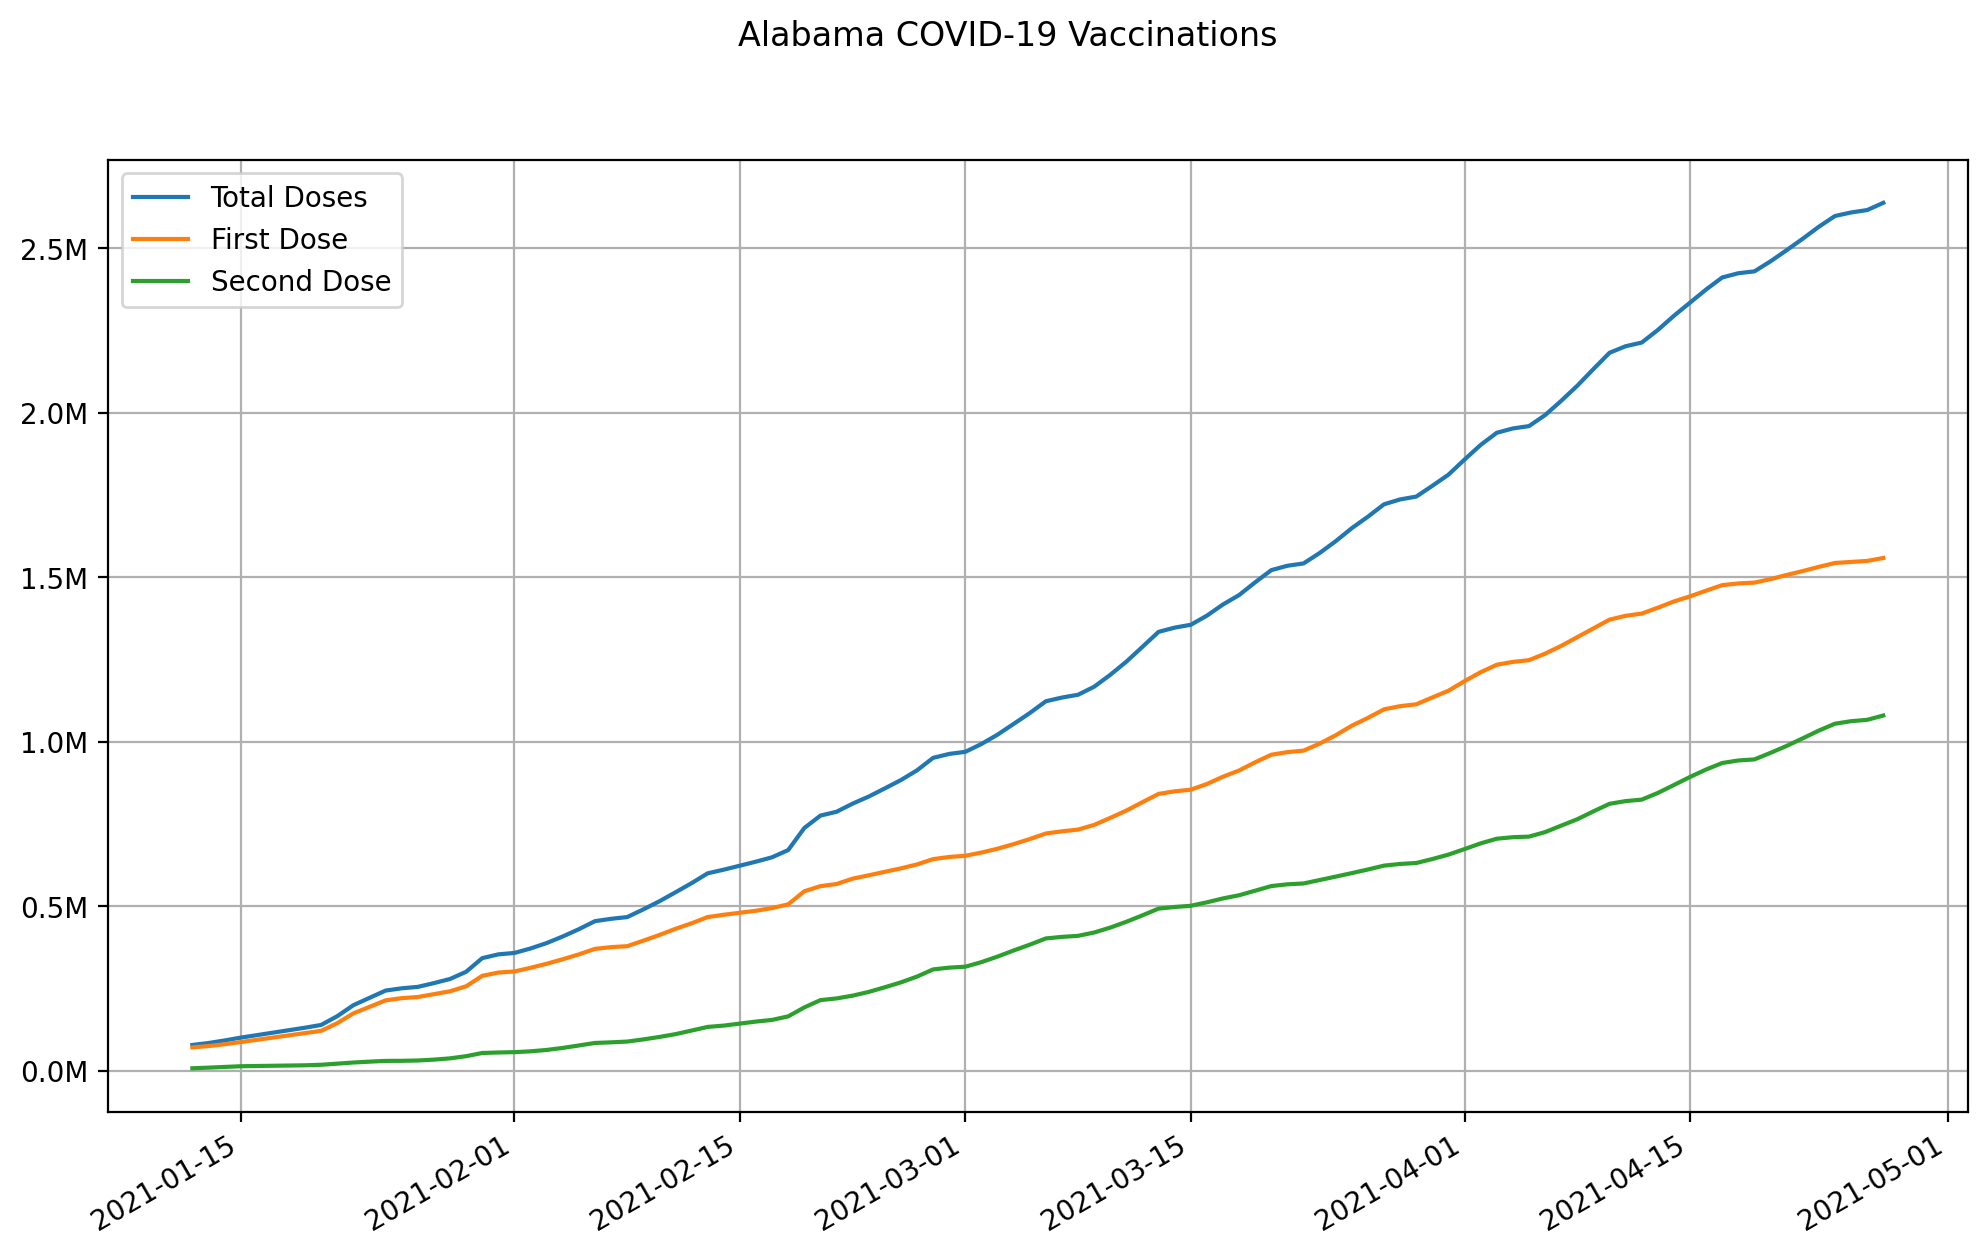 Alabama COVID-19 Vaccinations
Total Doses
First Dose
Second Dose
2.5M
2.0M
1.5M
1.0M
0.5M
0.0M
2021-01-15
2021-02-01
2021-02-15
2021-03-01
2021-03-15
2021-04-01
2021-04-15
2021-05-01